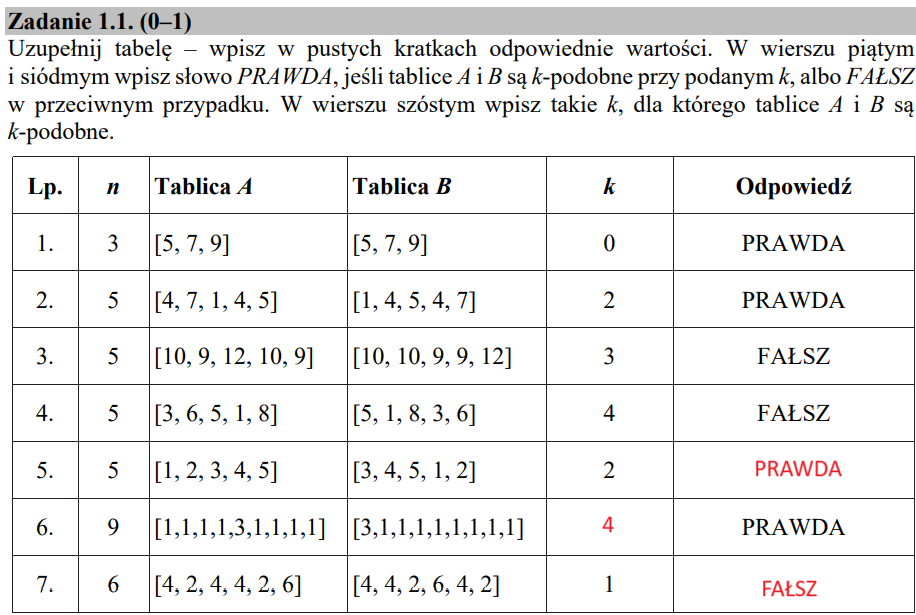 Zadanie 1.1. (0–1)
Uzupełnij tabelę – wpisz w pustych kratkach odpowiednie wartości. W wierszu piątym
i siódmym wpisz słowo PRAWDA, jeśli tablice A i B są k-podobne przy podanym k, albo FAŁSZ
w przeciwnym przypadku. W wierszu szóstym wpisz takie k, dla którego tablice A i B są
k-podobne.
Lp. n Tablica A Tablica B k Odpowiedź
1. 3 [5, 7, 9] [5, 7, 9] 0 PRAWDA
2. 5 [4, 7, 1, 4, 5] [1, 4, 5, 4, 7] 2 PRAWDA
3. 5 [10, 9, 12, 10, 9] [10, 10, 9, 9, 12] 3 FAŁSZ
4. 5 [3, 6, 5, 1, 8] [5, 1, 8, 3, 6] 4 FAŁSZ
5. 5 [1, 2, 3, 4, 5] [3, 4, 5, 1, 2] 2 PRAWDA
6. 9 [1,1,1,1,3,1,1,1,1] [3,1,1,1,1,1,1,1,1] 4 PRAWDA
7. 6 [4, 2, 4, 4, 2, 6] [4, 4, 2, 6, 4, 2] 1 FAŁSZ